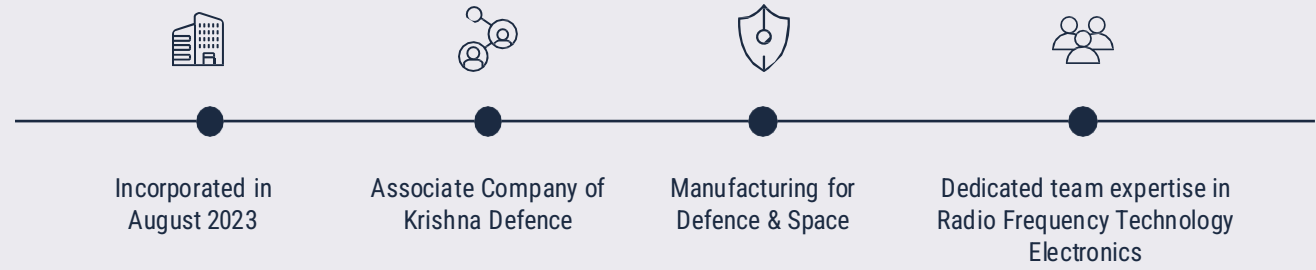 Incorporated in
August 2023
Associate Company of
Krishna Defence
Manufacturing for
Defence & Space
Dedicated team expertise in
Radio Frequency Technology
Electronics